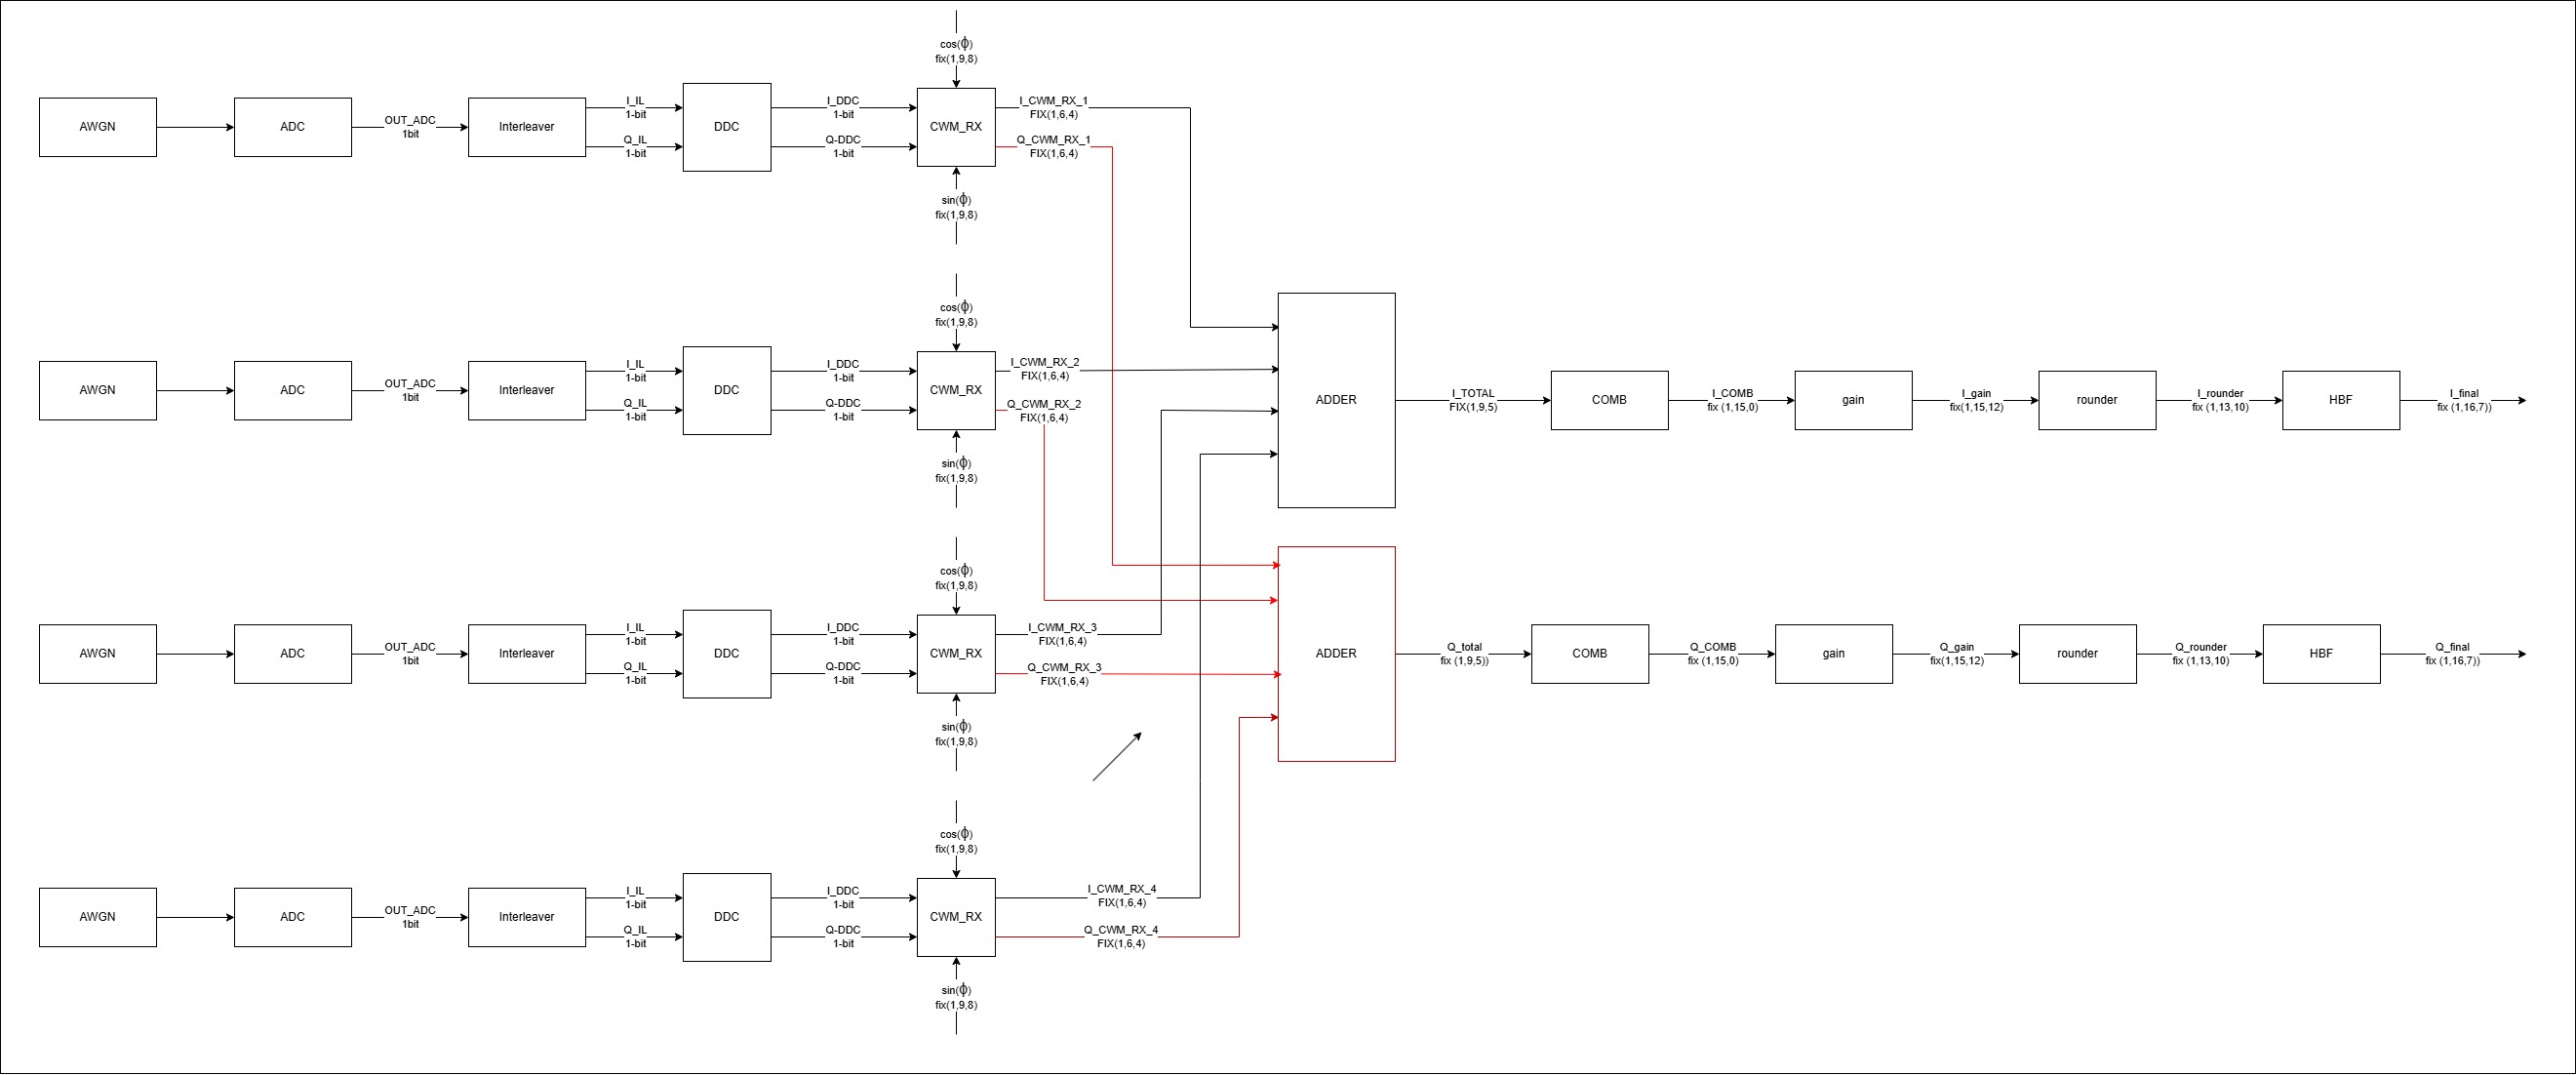 cos(ϕ)
fix(1,9,8)
AWGN
ADC
OUT_ADC
1bit
Interleaver
I_IL
1-bit
Q_IL
1-bit
DDC
I_DDC
1-bit
Q-DDC
1-bit
CWM_RX
I_CWM_RX_1
FIX(1,6,4)
Q_CWM_RX_1
FIX(1,6,4)
sin(ϕ)
fix(1,9,8)
cos(ϕ)
fix(1,9,8)
AWGN
ADC
OUT_ADC
1bit
Interleaver
I_IL
1-bit
Q_IL
1-bit
DDC
I_DDC
1-bit
Q-DDC
1-bit
CWM_RX
I_CWM_RX_2
FIX(1,6,4)
Q_CWM_RX_2
FIX(1,6,4)
sin(ϕ)
fix(1,9,8)
ADDER
I_TOTAL
FIX(1,9,5)
COMB
I_COMB
fix (1,15,0)
gain
I_gain
fix(1,15,12)
rounder
I_rounder
fix (1,13,10)
HBF
I_final
fix (1,16,7))
cos(ϕ)
fix(1,9,8)
AWGN
ADC
OUT_ADC
1bit
Interleaver
I_IL
1-bit
Q_IL
1-bit
DDC
I_DDC
1-bit
Q-DDC
1-bit
CWM_RX
I_CWM_RX_3
FIX(1,6,4)
Q_CWM_RX_3
FIX(1,6,4)
sin(ϕ)
fix(1,9,8)
ADDER
Q_total
fix (1,9,5))
COMB
Q_COMB
fix (1,15,0)
gain
Q_gain
fix(1,15,12)
rounder
Q_rounder
fix (1,13,10)
HBF
Q_final
fix (1,16,7))
cos(ϕ)
fix(1,9,8)
AWGN
ADC
OUT_ADC
1bit
Interleaver
I_IL
1-bit
Q_IL
1-bit
DDC
I_DDC
1-bit
Q-DDC
1-bit
CWM_RX
I_CWM_RX_4
FIX(1,6,4)
Q_CWM_RX_4
FIX(1,6,4)
sin(ϕ)
fix(1,9,8)